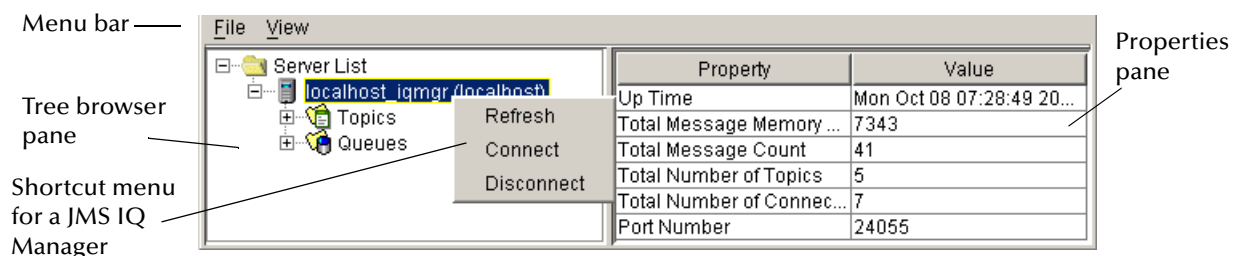 Menu bar
File View
Properties
pane
Server List
localhost_iqmgr (localhost)
Topics
Queues
Refresh
Connect
Disconnect
Property Value
Up Time Mon Oct 08 07:28:49 20...
Total Message Memory ... 7343
Total Message Count 41
Total Number of Topics 5
Total Number of Connec... 7
Port Number 24055
Tree browser
pane
Shortcut menu
for a JMS IQ
Manager